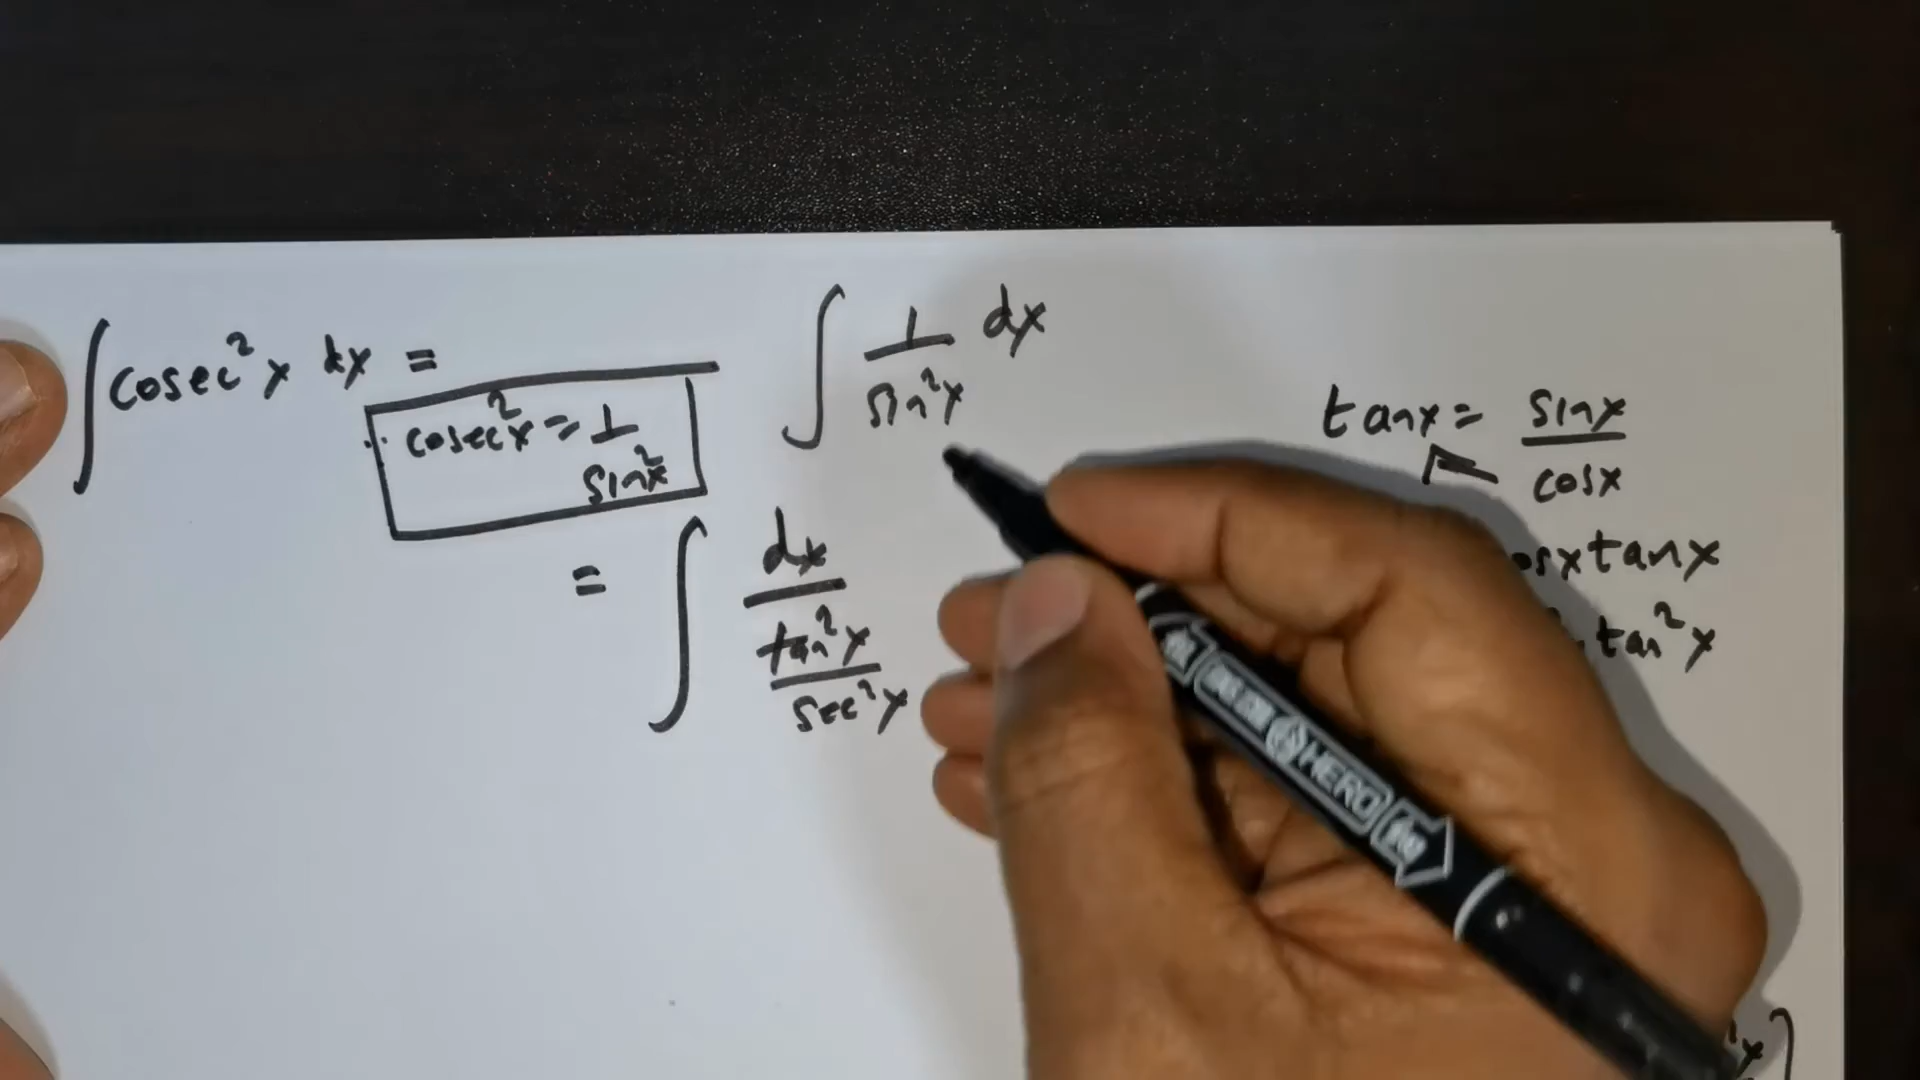 ∫ cosec²x dx = ∫ 1/sin²x dx
cosec²x = 1/sin²x
= ∫ dx / (tan²x / sec²x)
tanx = sinx/cosx
osxtanx
tan²x
HERO